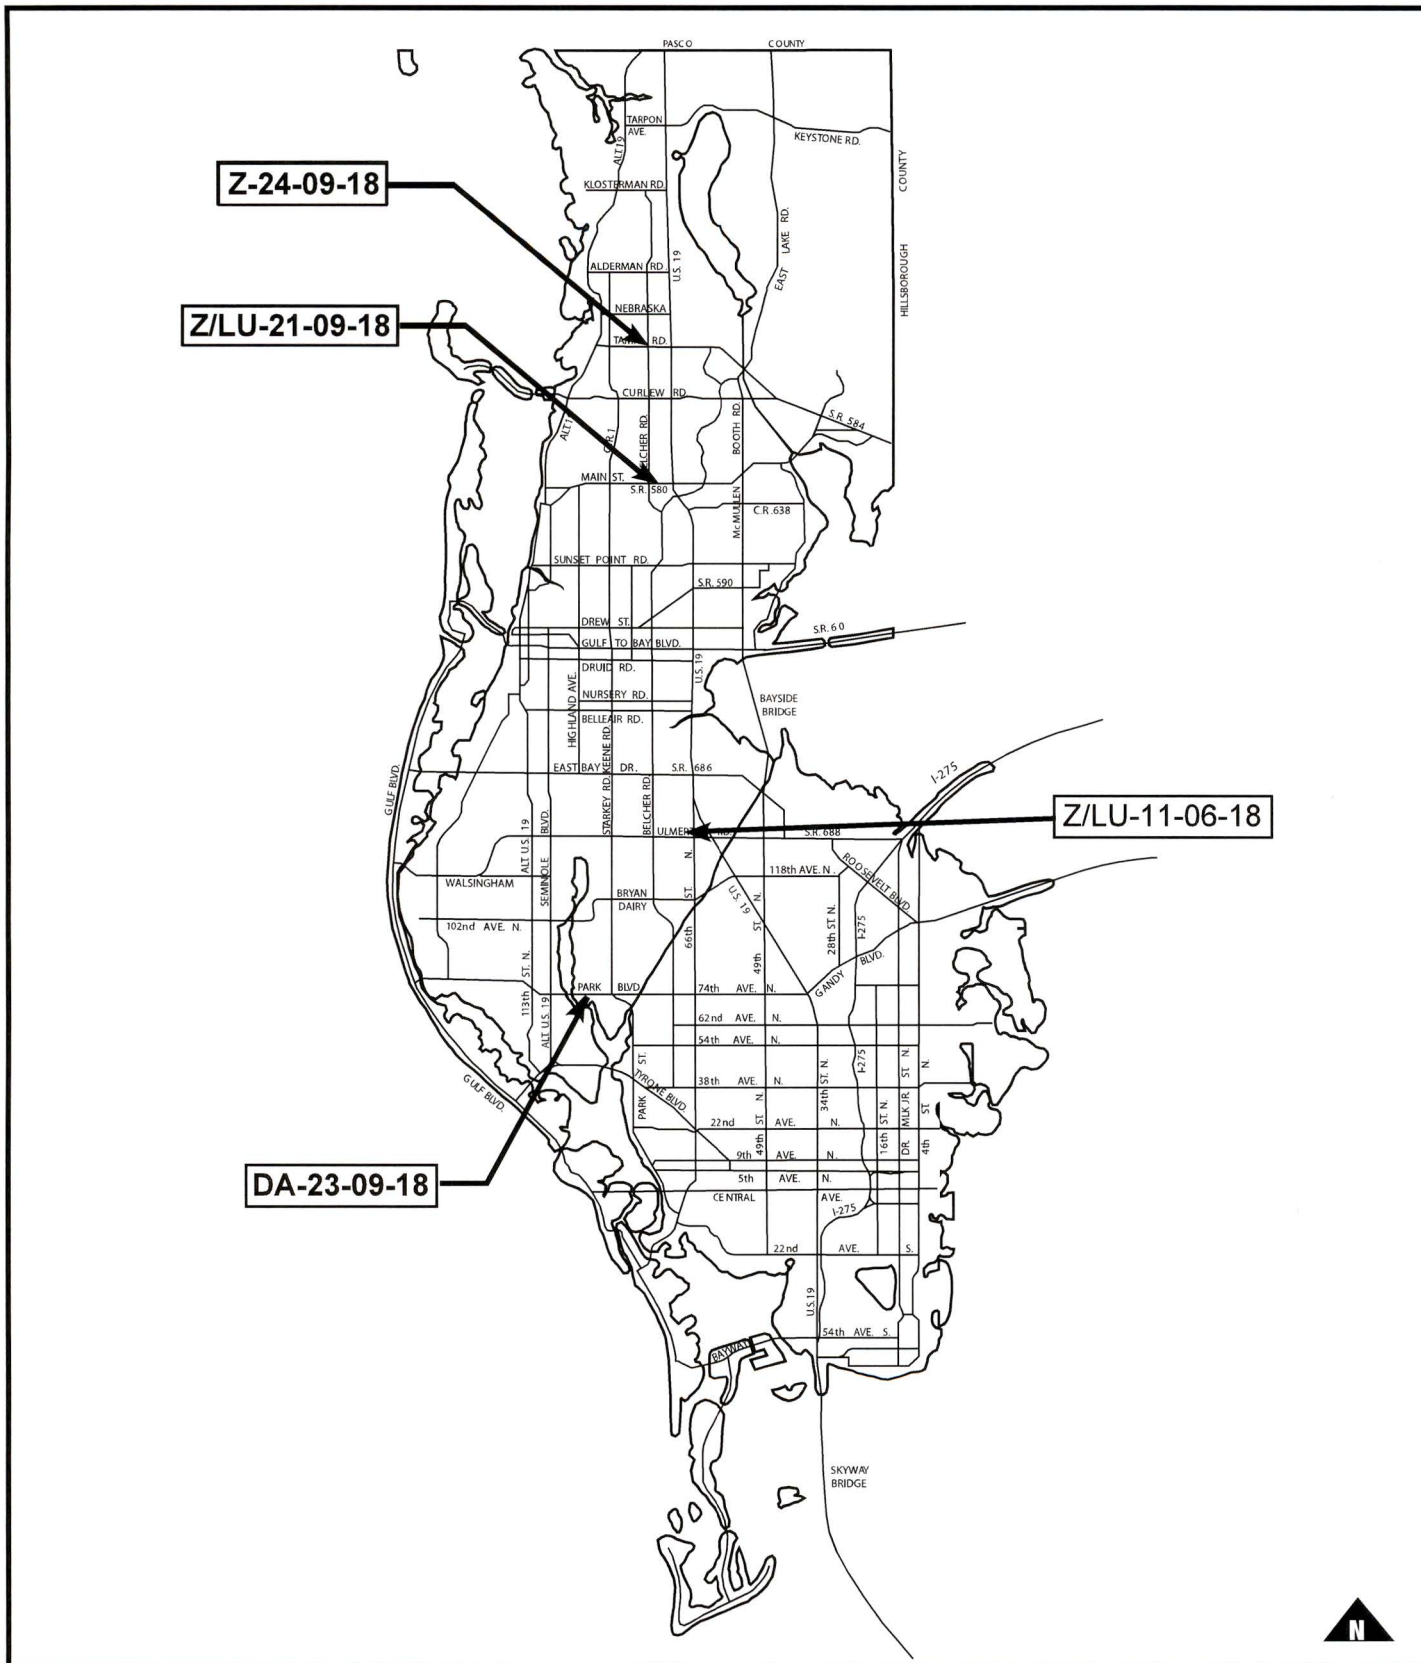 PASCO COUNTY
TARPON
AVE.
KEYSTONE RD.
ALT.19
HILLSBOROUGH COUNTY
Z-24-09-18
KLOSTERMAN RD.
EAST LAKE RD.
U.S. 19
ALDERMAN RD.
NEBRASKA
Z/LU-21-09-18
RD.
CURLEW RD.
S.R. 584
BOOTH RD.
McMULLEN
MAIN ST.
S.R. 580
C.R. 638
SUNSET POINT RD.
S.R. 590
DREW ST.
S.R. 60
GULF TO BAY BLVD.
DRUID RD.
U.S. 19
HIGHLAND AVE.
NURSERY RD.
BAYSIDE
BRIDGE
BELLEAIR RD.
STARKEY RD.
KEENE RD.
EAST BAY DR. S.R. 686
I-275
GULF BLVD.
BELCHER RD.
Z/LU-11-06-18
S.R. 688
ALT U.S. 19
SEMINOLE BLVD.
ROOSEVELT BLVD.
118th AVE. N.
WALSINGHAM
BRYAN
DAIRY
U.S. 19
102nd AVE. N.
66th ST. N.
49th ST. N.
28th ST N.
I-275
GANDY BLVD.
113th ST. N.
ALT U.S. 19
PARK BLVD.
74th AVE. N.
62nd AVE. N.
54th AVE. N.
38th AVE. N.
GULF BLVD.
TYRONE BLVD.
PARK ST.
34th ST. N.
I-275
16th ST. N.
DR. MLK JR. ST N.
4th ST. N.
22nd AVE. N.
49th ST. N.
9th AVE. N.
5th AVE. N.
DA-23-09-18
CENTRAL AVE.
I-275
22nd AVE. S.
U.S.19
54th AVE. S.
BAYWAY
SKYWAY
BRIDGE
N